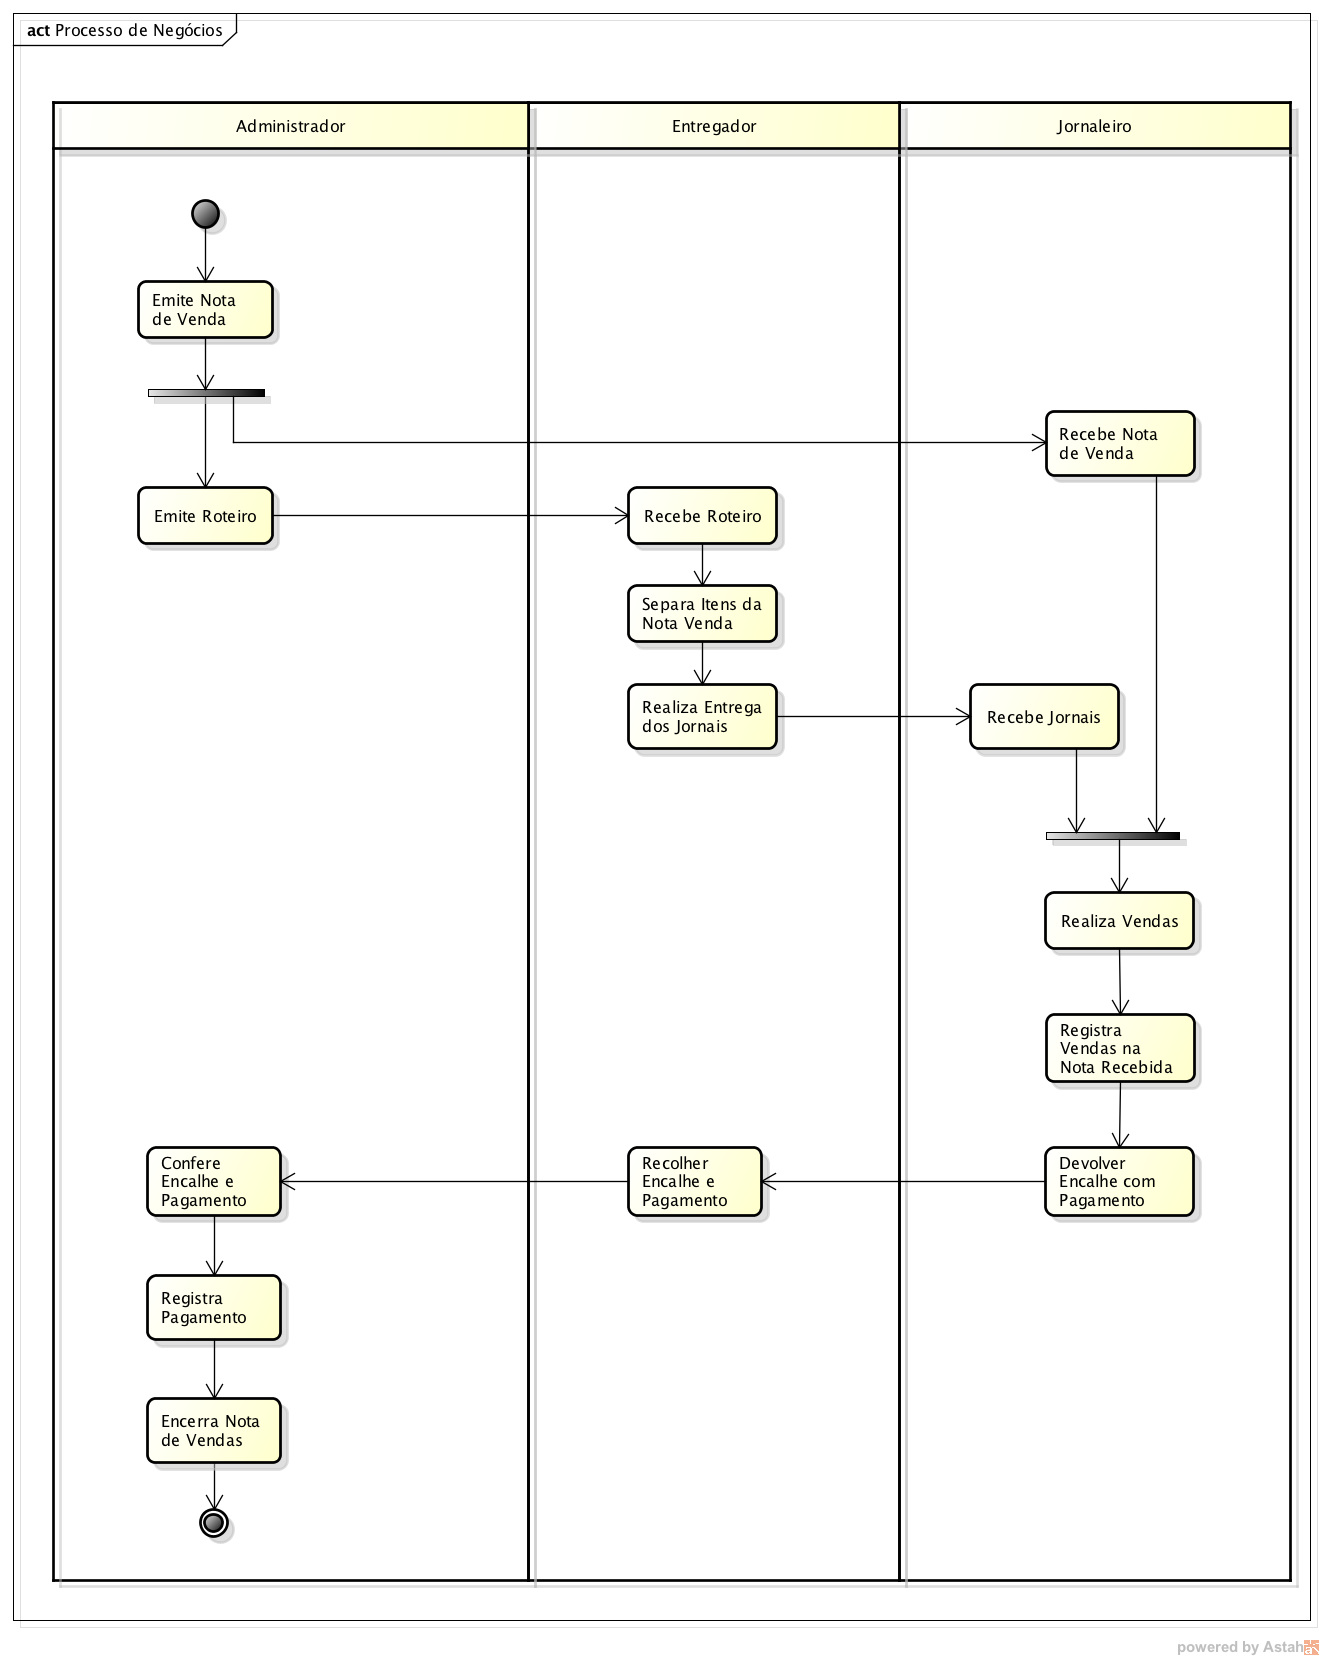 act Processo de Negócios
Administrador
Entregador
Jornaleiro
Emite Nota
de Venda
Recebe Nota
de Venda
Emite Roteiro
Recebe Roteiro
Separa Itens da
Nota Venda
Realiza Entrega
dos Jornais
Recebe Jornais
Realiza Vendas
Registra
Vendas na
Nota Recebida
Confere
Encalhe e
Pagamento
Recolher
Encalhe e
Pagamento
Devolver
Encalhe com
Pagamento
Registra
Pagamento
Encerra Nota
de Vendas
powered by Astah